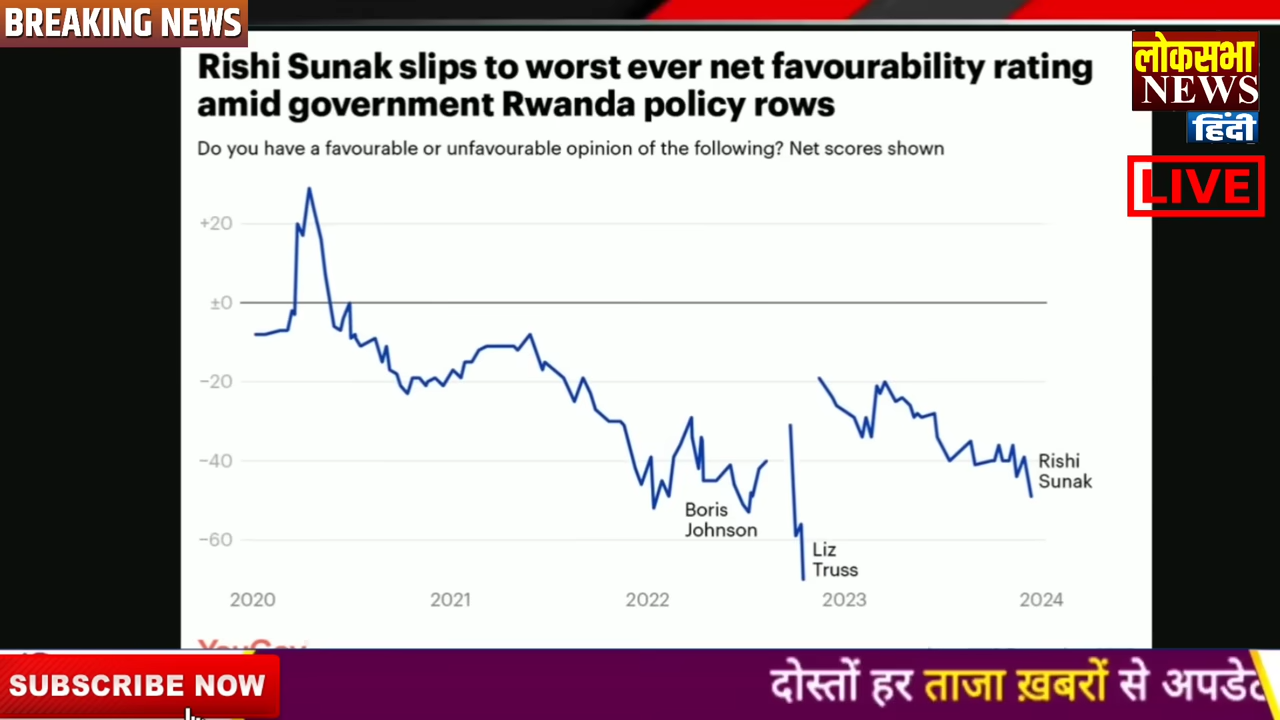 BREAKING NEWS
Rishi Sunak slips to worst ever net favourability rating
amid government Rwanda policy rows
Do you have a favourable or unfavourable opinion of the following? Net scores shown
लोकसभा
NEWS
हिंदी
LIVE
+20
±0
−20
−40
−60
Boris
Johnson
Liz
Truss
Rishi
Sunak
2020
2021
2022
2023
2024
YouGov
SUBSCRIBE NOW
दोस्तों हर ताजा ख़बरों से अपडेट